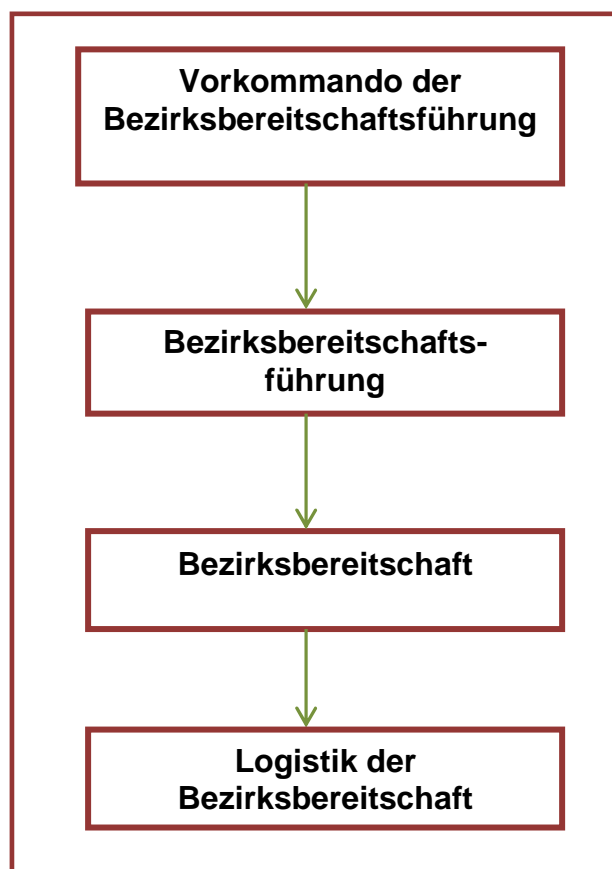 Vorkommando der
Bezirksbereitschaftsführung
Bezirksbereitschafts-
führung
Bezirksbereitschaft
Logistik der
Bezirksbereitschaft